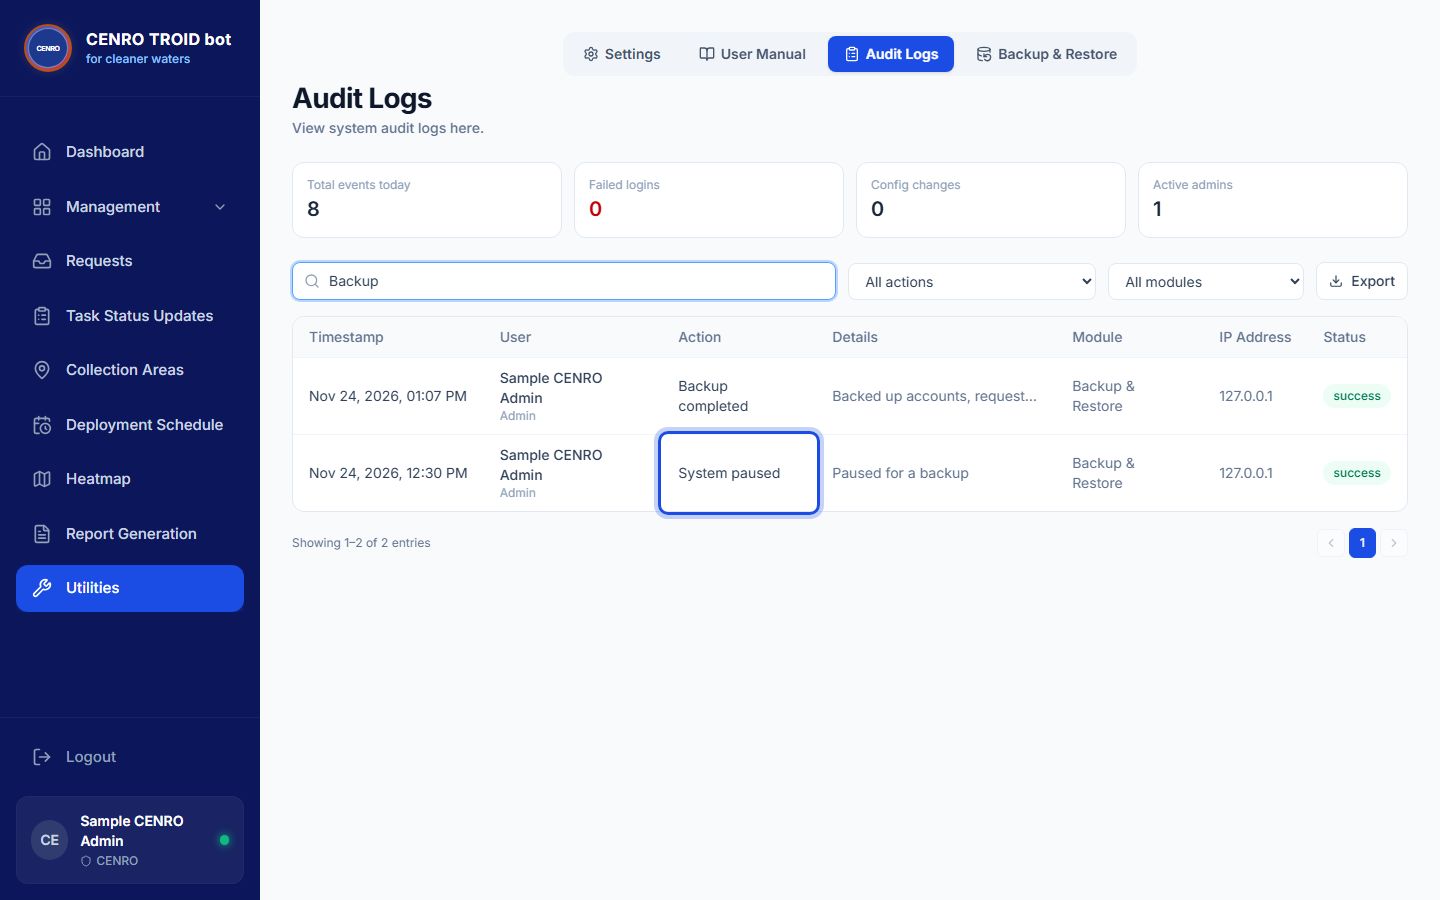 CENRO
CENRO TROID bot
for cleaner waters
Dashboard
Management
Requests
Task Status Updates
Collection Areas
Deployment Schedule
Heatmap
Report Generation
Utilities
Logout
CE
Sample CENRO
Admin
CENRO
Settings
User Manual
Audit Logs
Backup & Restore
Audit Logs
View system audit logs here.
Total events today
8
Failed logins
0
Config changes
0
Active admins
1
Backup
All actions
All modules
Export
Timestamp User Action Details Module IP Address Status
Nov 24, 2026, 01:07 PM
Sample CENRO
Admin
Admin
Backup
completed
Backed up accounts, request...
Backup &
Restore
127.0.0.1
success
Nov 24, 2026, 12:30 PM
Sample CENRO
Admin
Admin
System paused
Paused for a backup
Backup &
Restore
127.0.0.1
success
Showing 1–2 of 2 entries
1